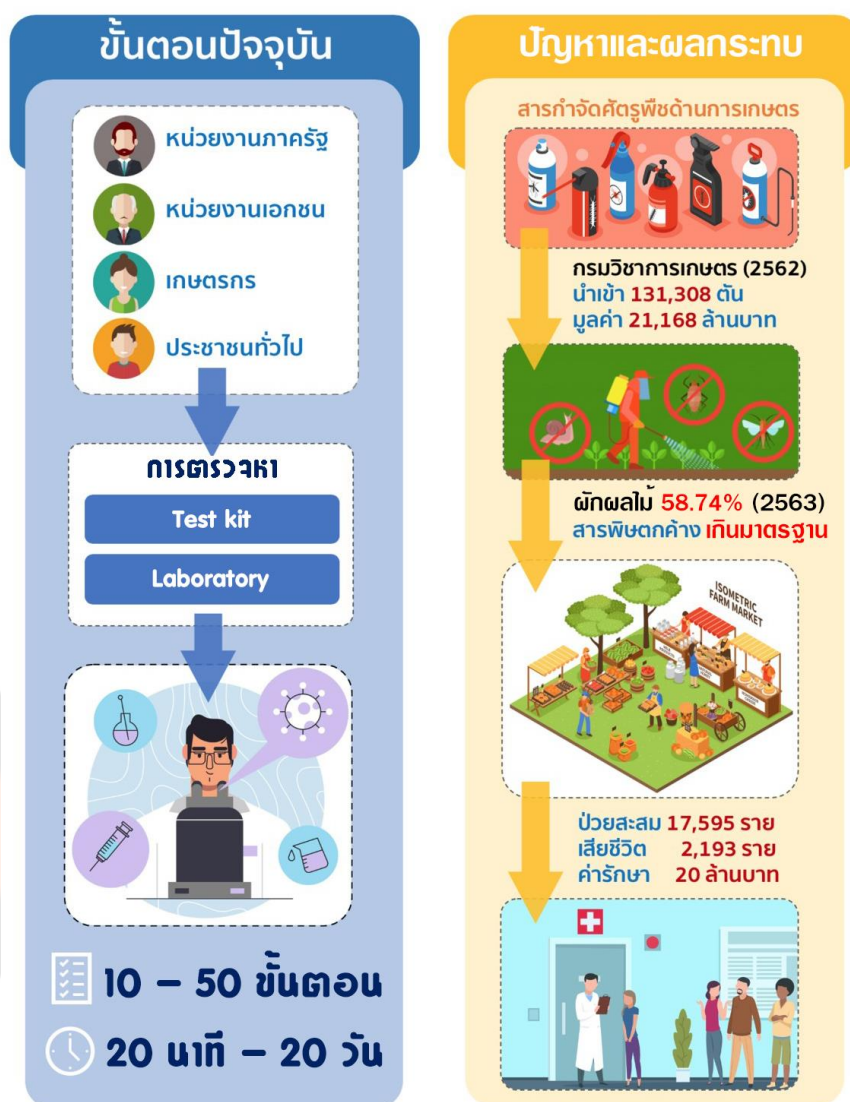 ขั้นตอนปัจจุบัน
หน่วยงานภาครัฐ
หน่วยงานเอกชน
เกษตรกร
ประชาชนทั่วไป
การตรวจหา
Test kit
Laboratory
10 – 50 ขั้นตอน
20 นาที – 20 วัน
ปัญหาและผลกระทบ
สารกำจัดศัตรูพืชด้านการเกษตร
กรมวิชาการเกษตร (2562)
นำเข้า 131,308 ตัน
มูลค่า 21,168 ล้านบาท
ผักผลไม้ 58.74% (2563)
สารพิษตกค้าง เกินมาตรฐาน
ISOMETRIC
FARM MARKET
ป่วยสะสม 17,595 ราย
เสียชีวิต 2,193 ราย
ค่ารักษา 20 ล้านบาท